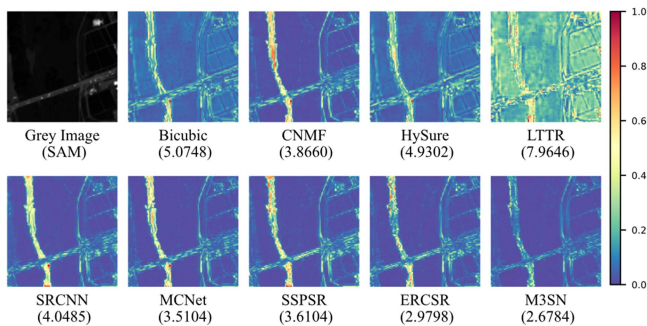 Grey Image
(SAM)
Bicubic
(5.0748)
CNMF
(3.8660)
HySure
(4.9302)
LTTR
(7.9646)
SRCNN
(4.0485)
MCNet
(3.5104)
SSPSR
(3.6104)
ERCSR
(2.9798)
M3SN
(2.6784)
1.0
0.8
0.6
0.4
0.2
0.0